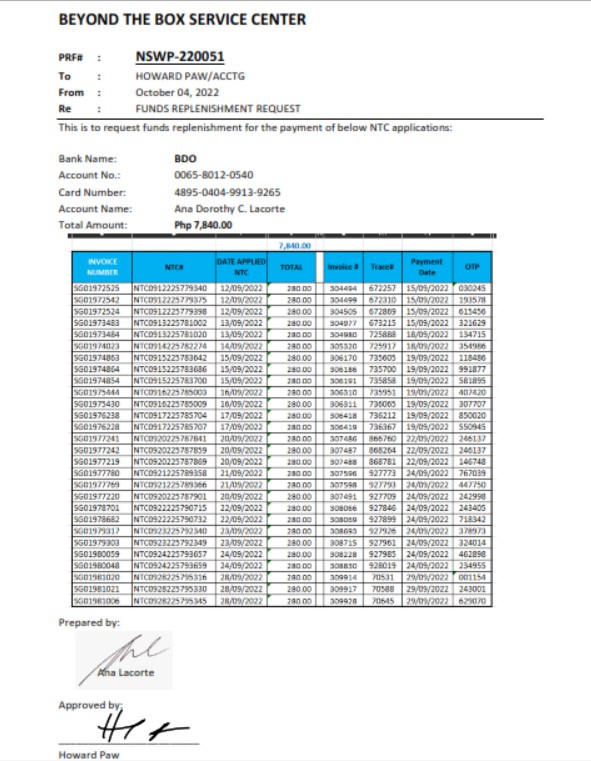 BEYOND THE BOX SERVICE CENTER
PRF# : NSWP-220051
To : HOWARD PAW/ACCTG
From : October 04, 2022
Re : FUNDS REPLENISHMENT REQUEST
This is to request funds replenishment for the payment of below NTC applications:
Bank Name: BDO
Account No.: 0065-8012-0540
Card Number: 4895-0404-9913-9265
Account Name: Ana Dorothy C. Lacorte
Total Amount: Php 7,840.00
7,840.00
INVOICE NUMBER NTC# DATE APPLIED NTC TOTAL Invoice # Trace# Payment Date OTP
SG01972525 NTC0912225779340 12/09/2022 280.00 304494 672257 15/09/2022 030245
SG01972542 NTC0912225779375 12/09/2022 280.00 304499 672310 15/09/2022 193578
SG01972524 NTC0912225779398 12/09/2022 280.00 304505 672869 15/09/2022 615456
SG01973483 NTC0913225781002 13/09/2022 280.00 304977 673215 15/09/2022 321629
SG01973484 NTC0913225781020 13/09/2022 280.00 304980 725888 18/09/2022 134715
SG01974023 NTC0914225782274 14/09/2022 280.00 305320 725917 18/09/2022 354986
SG01974863 NTC0915225783642 15/09/2022 280.00 306170 735605 19/09/2022 118486
SG01974864 NTC0915225783686 15/09/2022 280.00 306186 735700 19/09/2022 991877
SG01974854 NTC0915225783700 15/09/2022 280.00 306191 735858 19/09/2022 581895
SG01975444 NTC0916225785003 16/09/2022 280.00 306310 735951 19/09/2022 407420
SG01975430 NTC0916225785009 16/09/2022 280.00 306311 736065 19/09/2022 307707
SG01976238 NTC0917225785704 17/09/2022 280.00 306418 736212 19/09/2022 850020
SG01976228 NTC0917225785707 17/09/2022 280.00 306419 736367 19/09/2022 550945
SG01977241 NTC0920225787841 20/09/2022 280.00 307486 866760 22/09/2022 246137
SG01977242 NTC0920225787859 20/09/2022 280.00 307487 868264 22/09/2022 246137
SG01977219 NTC0920225787869 20/09/2022 280.00 307488 868781 22/09/2022 146748
SG01977780 NTC0921225789358 21/09/2022 280.00 307596 927773 24/09/2022 767039
SG01977769 NTC0921225789366 21/09/2022 280.00 307598 927793 24/09/2022 447750
SG01977220 NTC0920225787901 20/09/2022 280.00 307491 927709 24/09/2022 242998
SG01978701 NTC0922225790715 22/09/2022 280.00 308066 927846 24/09/2022 243405
SG01978682 NTC0922225790732 22/09/2022 280.00 308069 927899 24/09/2022 718342
SG01979317 NTC0923225792340 23/09/2022 280.00 308693 927926 24/09/2022 378973
SG01979303 NTC0923225792349 23/09/2022 280.00 308715 927961 24/09/2022 324014
SG01980059 NTC0924225793657 24/09/2022 280.00 308228 927985 24/09/2022 462898
SG01980048 NTC0924225793659 24/09/2022 280.00 308830 928019 24/09/2022 234955
SG01981020 NTC0928225795316 28/09/2022 280.00 309914 70531 29/09/2022 001154
SG01981021 NTC0928225795330 28/09/2022 280.00 309917 70588 29/09/2022 243001
SG01981006 NTC0928225795345 28/09/2022 280.00 309928 70645 29/09/2022 629070
Prepared by:
Ana Lacorte
Approved by:
Howard Paw